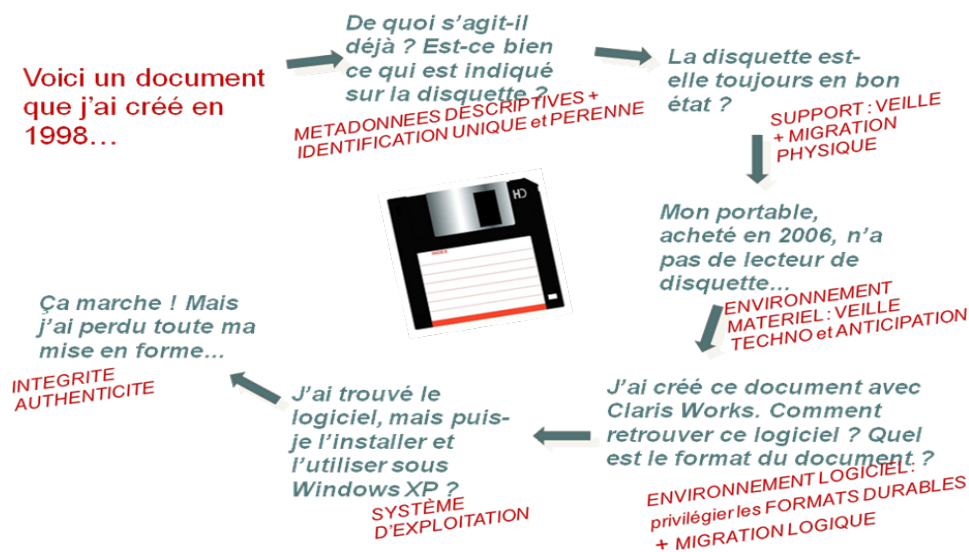 Voici un document
que j'ai créé en
1998…
De quoi s'agit-il
déjà ? Est-ce bien
ce qui est indiqué
sur la disquette ?
METADONNEES DESCRIPTIVES +
IDENTIFICATION UNIQUE et PERENNE
La disquette est-
elle toujours en bon
état ?
SUPPORT : VEILLE
+ MIGRATION
PHYSIQUE
Mon portable,
acheté en 2006, n'a
pas de lecteur de
disquette…
ENVIRONNEMENT
MATERIEL : VEILLE
TECHNO et ANTICIPATION
J'ai créé ce document avec
Claris Works. Comment
retrouver ce logiciel ? Quel
est le format du document ?
ENVIRONNEMENT LOGICIEL :
privilégier les FORMATS DURABLES
+ MIGRATION LOGIQUE
J'ai trouvé le
logiciel, mais puis-
je l'installer et
l'utiliser sous
Windows XP ?
SYSTÈME
D'EXPLOITATION
Ça marche ! Mais
j'ai perdu toute ma
mise en forme…
INTEGRITE
AUTHENTICITE
HD
INDEX